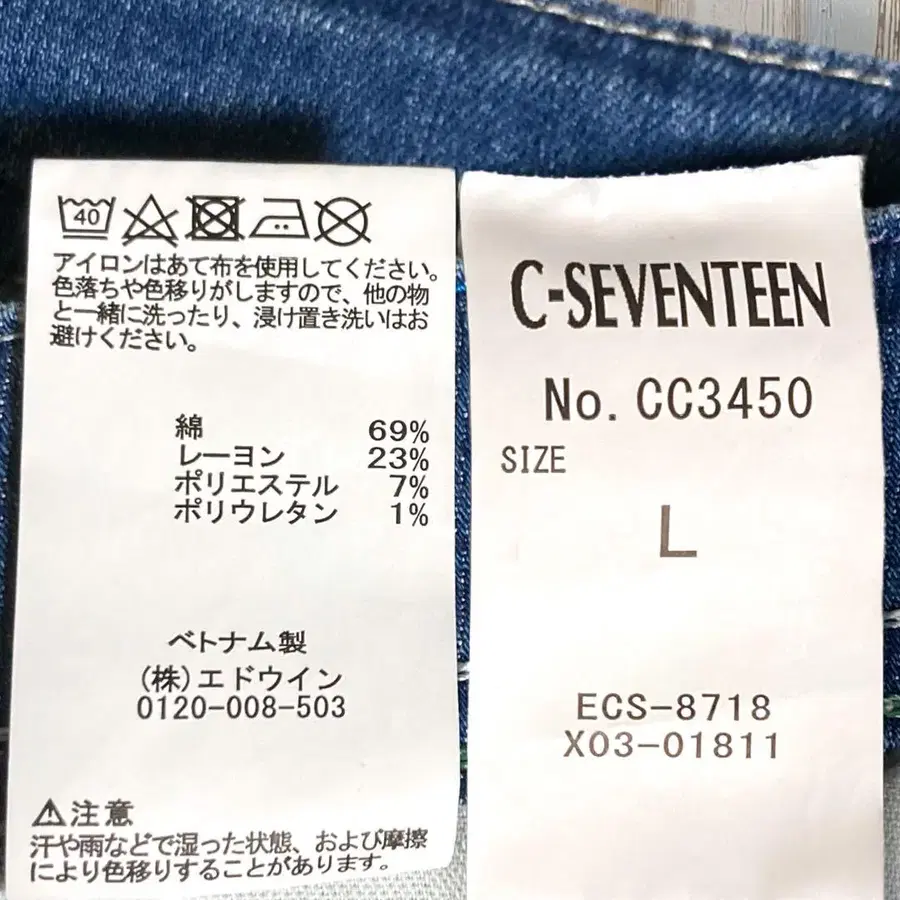 40
アイロンはあて布を使用してください。
色落ちや色移りがしますので、他の物
と一緒に洗ったり、浸け置き洗いはお
避けください。
綿 69%
レーヨン 23%
ポリエステル 7%
ポリウレタン 1%
ベトナム製
(株)エドウイン
0120-008-503
⚠注意
汗や雨などで湿った状態、および摩擦
により色移りすることがあります。
C-SEVENTEEN
No. CC3450
SIZE
L
ECS-8718
X03-01811